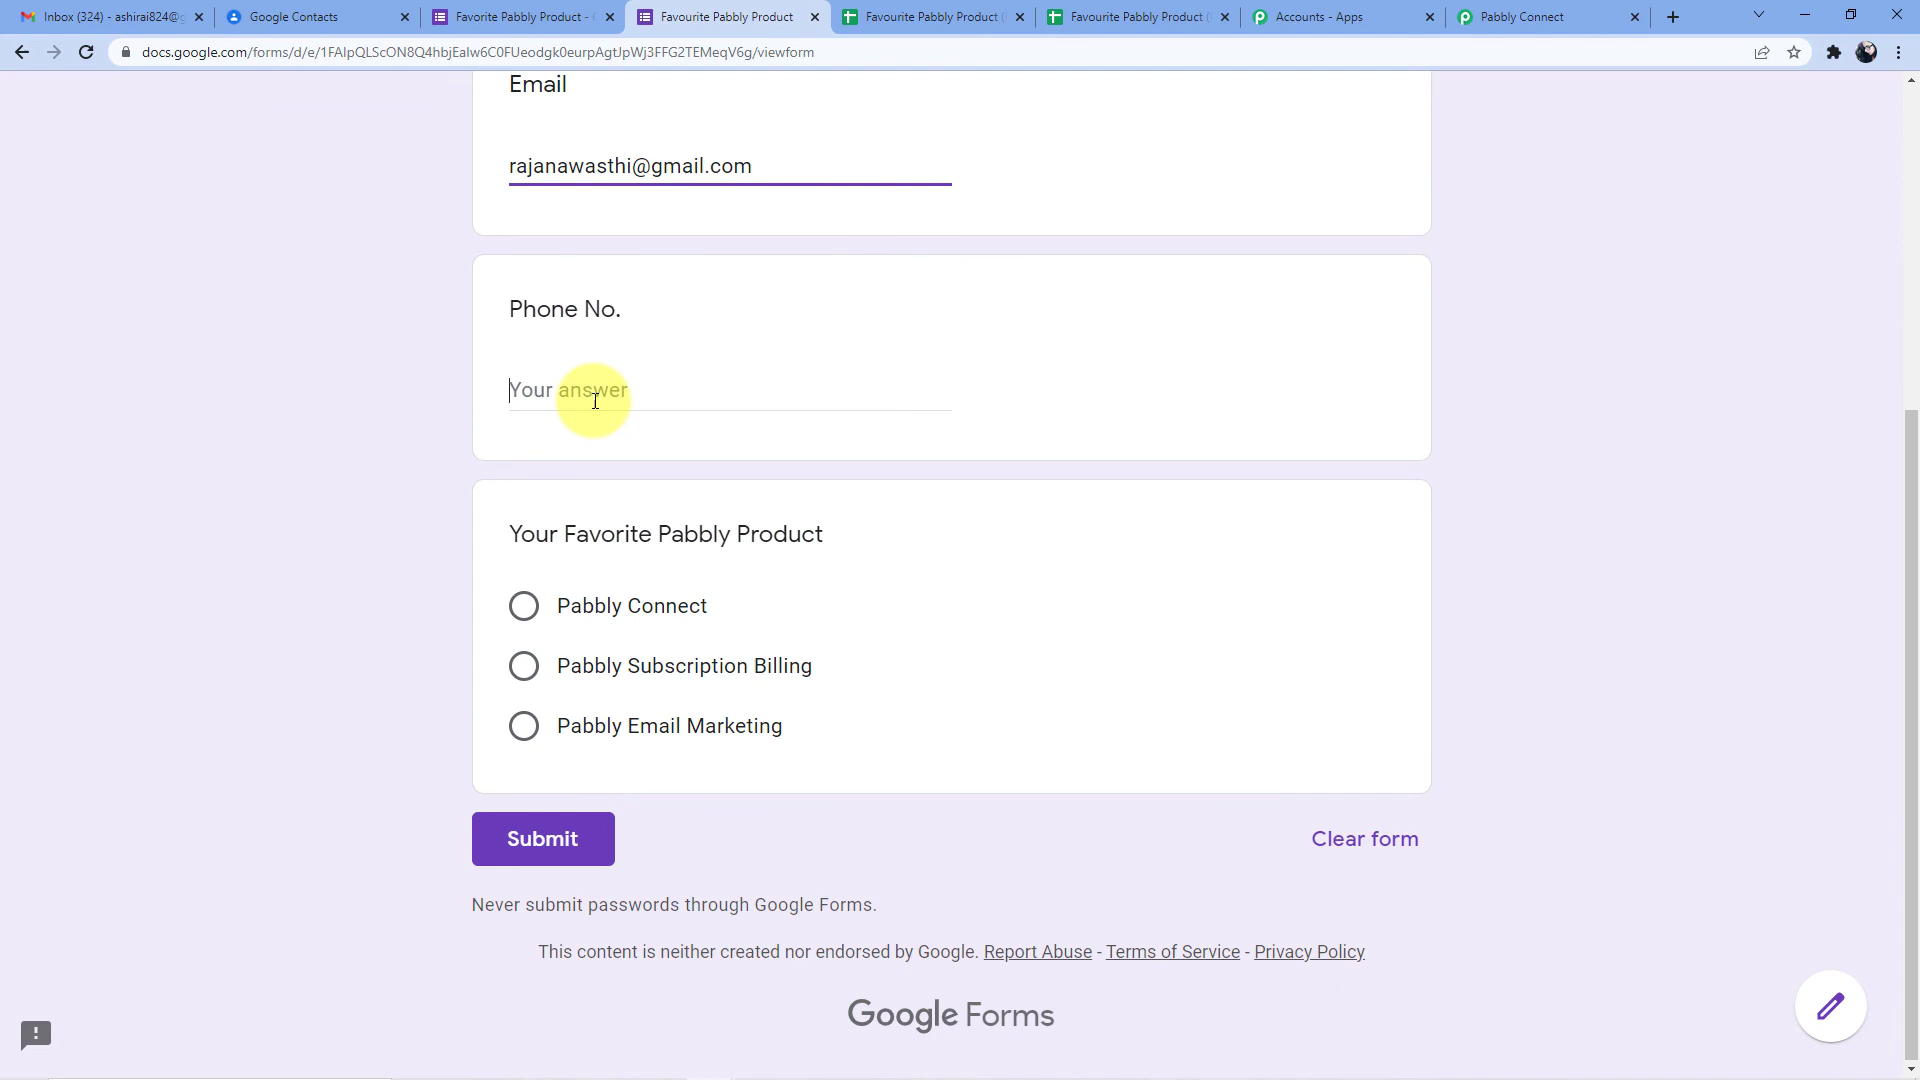 Inbox (324) - ashirai824@g
Google Contacts
Favorite Pabbly Product -
Favourite Pabbly Product
Favourite Pabbly Product (
Favourite Pabbly Product (
Accounts - Apps
Pabbly Connect
docs.google.com/forms/d/e/1FAIpQLScON8Q4hbjEaIw6C0FUeodgk0eurpAgtJpWj3FFG2TEMeqV6g/viewform
Email
rajanawasthi@gmail.com
Phone No.
Your answer
Your Favorite Pabbly Product
Pabbly Connect
Pabbly Subscription Billing
Pabbly Email Marketing
Submit
Clear form
Never submit passwords through Google Forms.
This content is neither created nor endorsed by Google. Report Abuse - Terms of Service - Privacy Policy
Google Forms